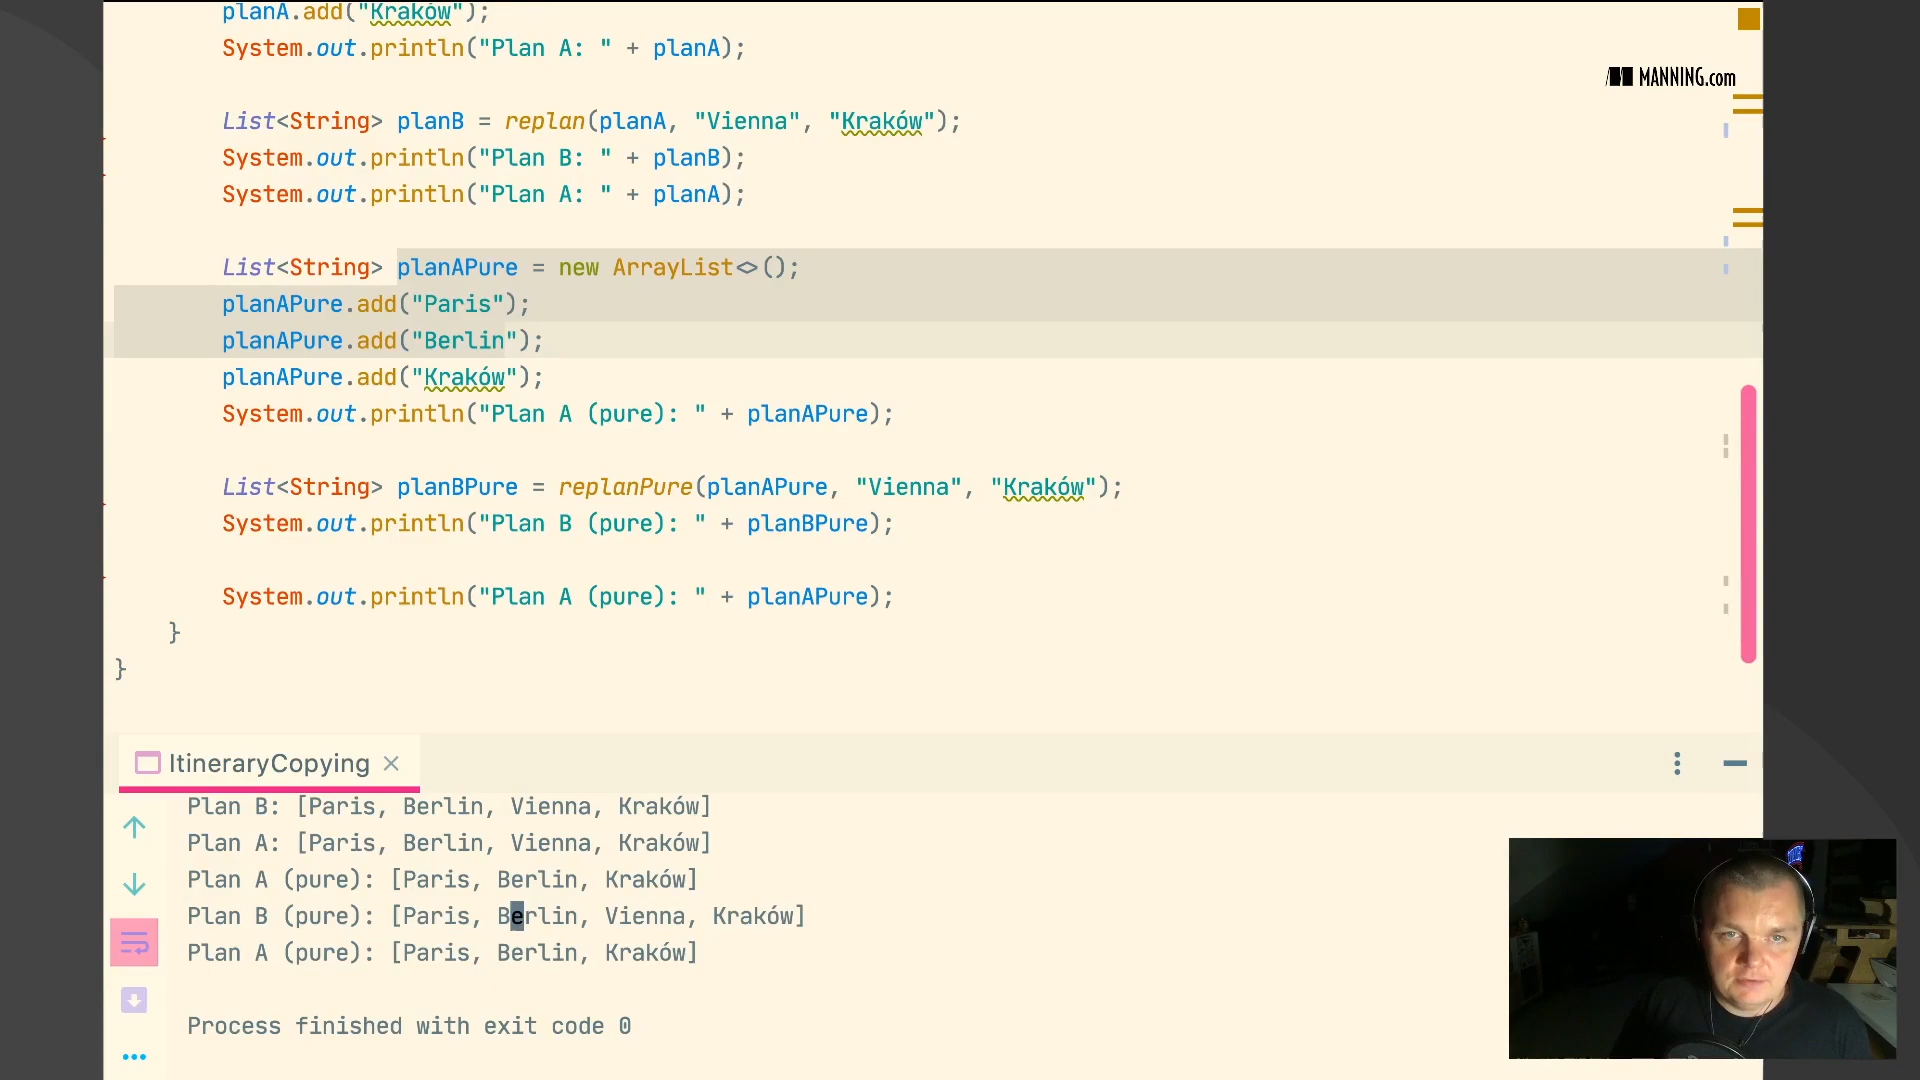 planA.add("Kraków");
System.out.println("Plan A: " + planA);
MANNING.com
List<String> planB = replan(planA, "Vienna", "Kraków");
System.out.println("Plan B: " + planB);
System.out.println("Plan A: " + planA);
List<String> planAPure = new ArrayList<>();
planAPure.add("Paris");
planAPure.add("Berlin");
planAPure.add("Kraków");
System.out.println("Plan A (pure): " + planAPure);
List<String> planBPure = replanPure(planAPure, "Vienna", "Kraków");
System.out.println("Plan B (pure): " + planBPure);
System.out.println("Plan A (pure): " + planAPure);
}
}
ItineraryCopying
Plan B: [Paris, Berlin, Vienna, Kraków]
Plan A: [Paris, Berlin, Vienna, Kraków]
Plan A (pure): [Paris, Berlin, Kraków]
Plan B (pure): [Paris, Berlin, Vienna, Kraków]
Plan A (pure): [Paris, Berlin, Kraków]
Process finished with exit code 0